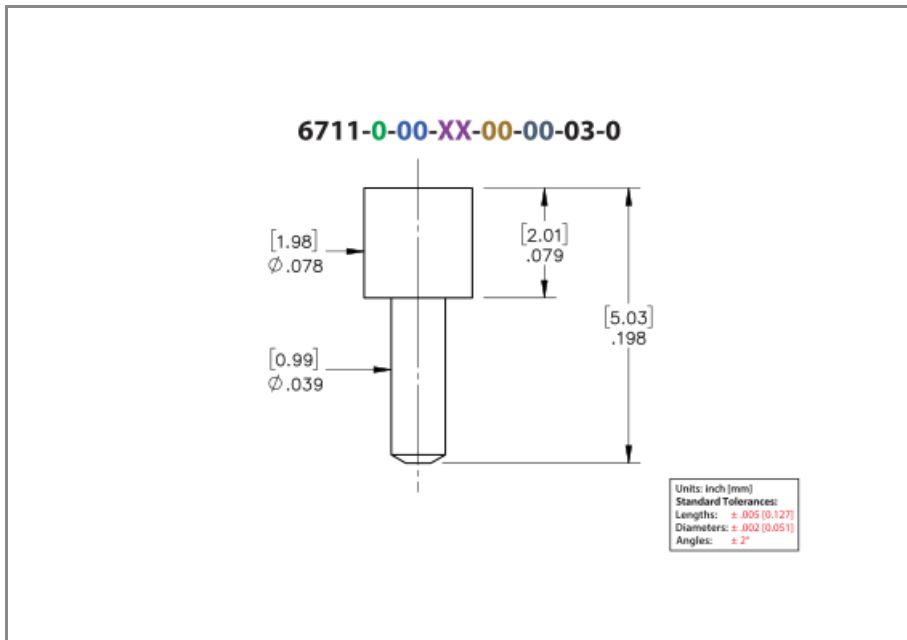 6711-0-00-XX-00-00-03-0
[1.98]
Ø.078
[2.01]
.079
[5.03]
.198
[0.99]
Ø.039
Units: inch [mm]
Standard Tolerances:
Lengths: ± .005 [0.127]
Diameters: ± .002 [0.051]
Angles: ± 2°